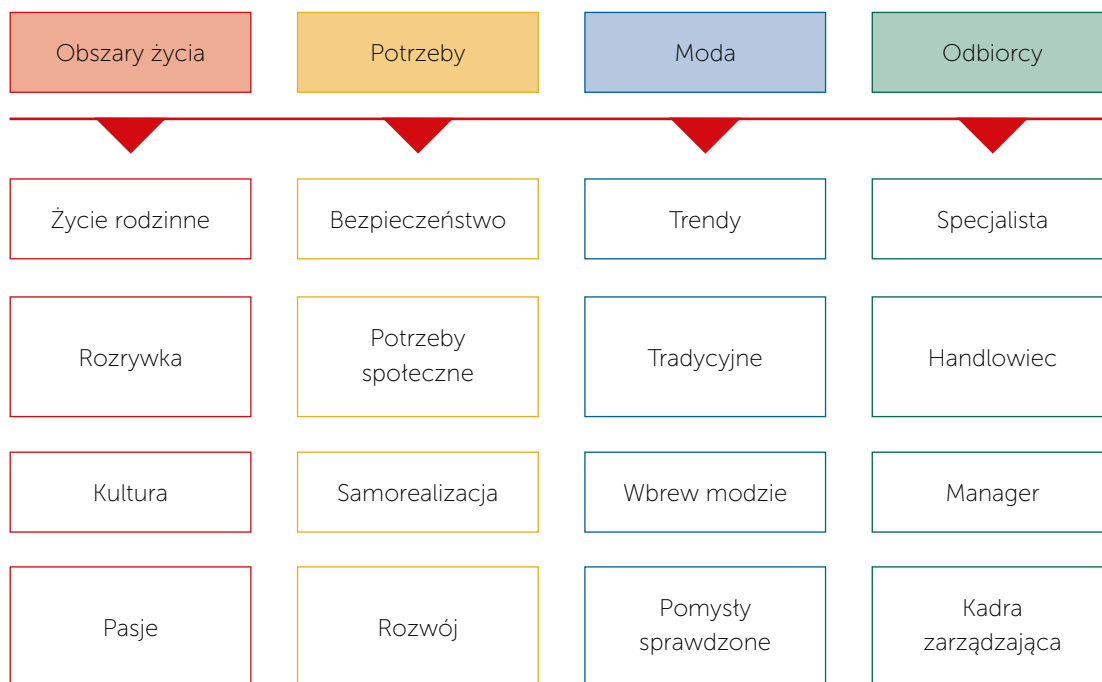 Obszary życia
Potrzeby
Moda
Odbiorcy
Życie rodzinne
Bezpieczeństwo
Trendy
Specjalista
Rozrywka
Potrzeby
społeczne
Tradycyjne
Handlowiec
Kultura
Samorealizacja
Wbrew modzie
Manager
Pasje
Rozwój
Pomysły
sprawdzone
Kadra
zarządzająca